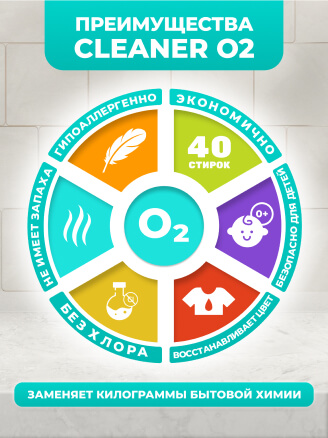 ПРЕИМУЩЕСТВА
CLEANER O2
ГИПОАЛЛЕРГЕННО
ЭКОНОМИЧНО
40
СТИРОК
НЕ ИМЕЕТ ЗАПАХА
O₂
0+
БЕЗОПАСНО ДЛЯ ДЕТЕЙ
БЕЗ ХЛОРА
ВОССТАНАВЛИВАЕТ ЦВЕТ
ЗАМЕНЯЕТ КИЛОГРАММЫ БЫТОВОЙ ХИМИИ